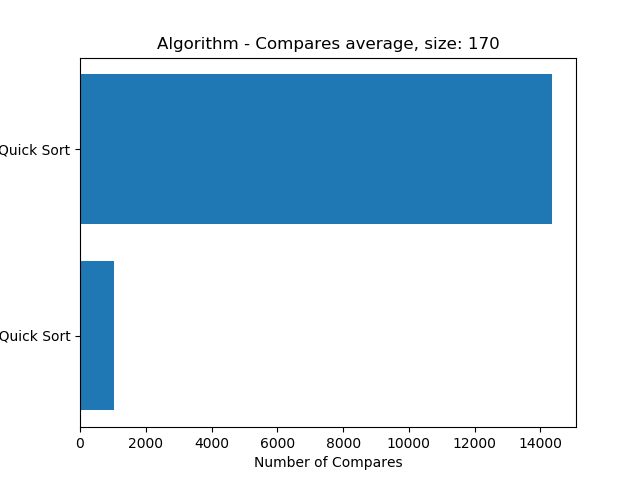 Algorithm - Compares average, size: 170
Quick Sort
Quick Sort
0 2000 4000 6000 8000 10000 12000 14000
Number of Compares